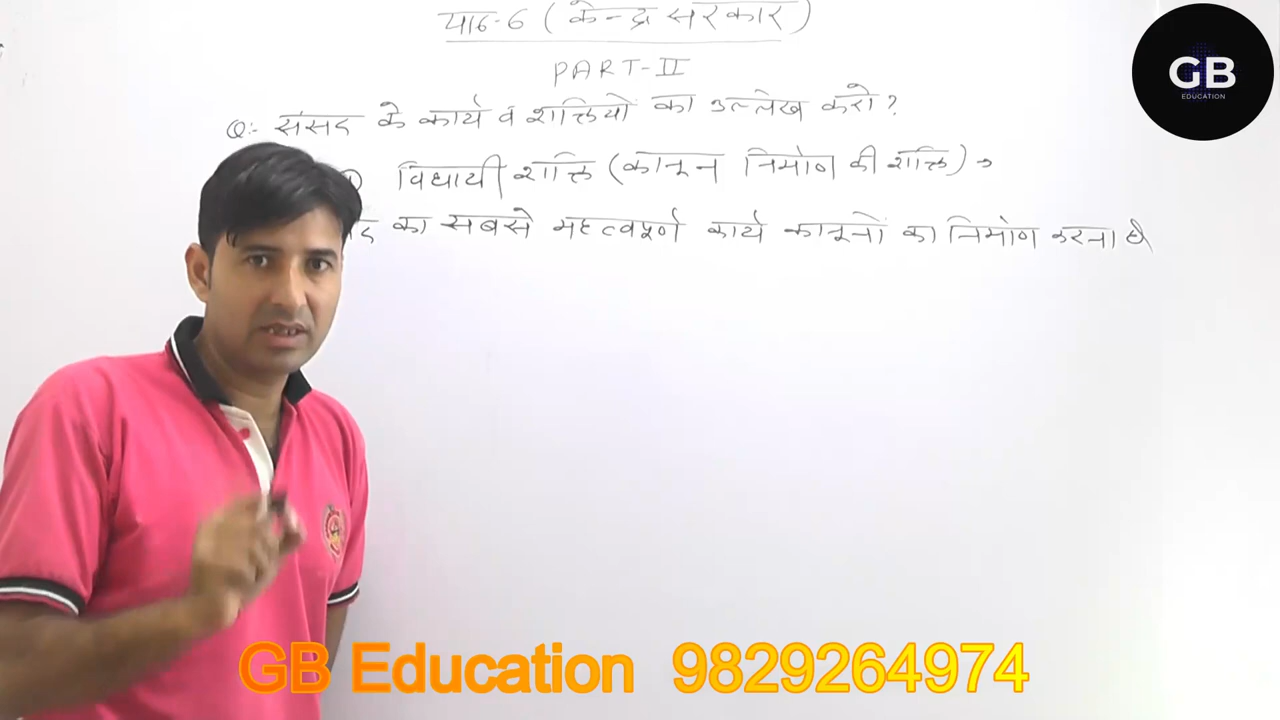 पाठ-6 (केन्द्र सरकार)
PART-II
Q:- संसद के कार्य व शक्तियों का उल्लेख करो?
विधायी शक्ति (कानून निर्माण की शक्ति) →
का सबसे महत्वपूर्ण कार्य कानूनों का निर्माण करना है
GB
EDUCATION
GB Education 9829264974